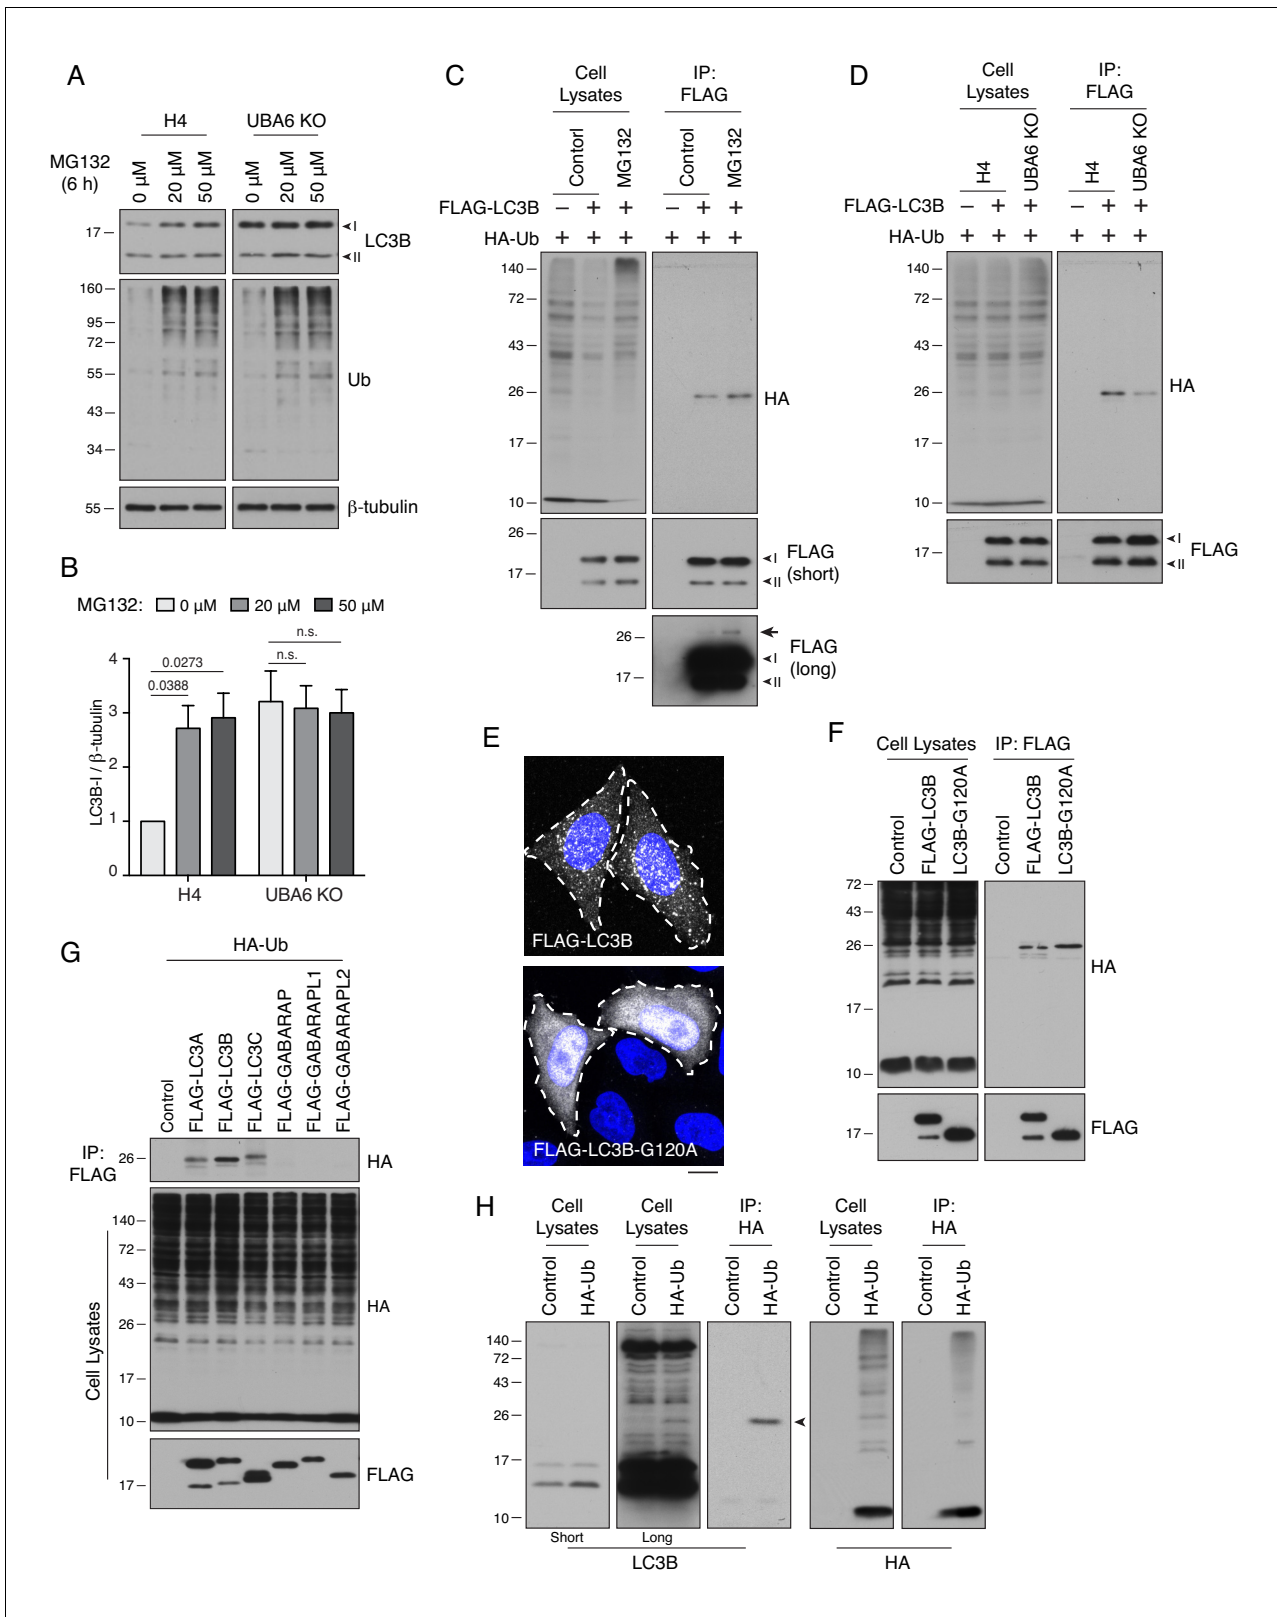 A
H4
UBA6 KO
MG132
(6 h)
0 µM
20 µM
50 µM
0 µM
20 µM
50 µM
17
I
II
LC3B
160
95
72
55
43
34
Ub
55
β-tubulin
B
MG132:
0 µM
20 µM
50 µM
LC3B-I / β-tubulin
4
3
2
1
0
0.0273
0.0388
n.s.
n.s.
H4
UBA6 KO
C
Cell
Lysates
IP:
FLAG
Contorl
MG132
Control
MG132
FLAG-LC3B
– + + – + +
HA-Ub
+ + + + + +
140
72
43
26
17
10
HA
26
17
I
II
FLAG
(short)
26
17
I
II
FLAG
(long)
D
Cell
Lysates
IP:
FLAG
H4
UBA6 KO
H4
UBA6 KO
FLAG-LC3B
– + + – + +
HA-Ub
+ + + + + +
140
72
43
26
17
10
HA
17
I
II
FLAG
E
FLAG-LC3B
FLAG-LC3B-G120A
F
Cell Lysates
IP: FLAG
Control
FLAG-LC3B
LC3B-G120A
Control
FLAG-LC3B
LC3B-G120A
72
43
26
17
10
HA
17
FLAG
G
HA-Ub
Control
FLAG-LC3A
FLAG-LC3B
FLAG-LC3C
FLAG-GABARAP
FLAG-GABARAPL1
FLAG-GABARAPL2
IP:
FLAG
26
HA
Cell Lysates
140
72
43
26
17
10
HA
17
FLAG
H
Cell
Lysates
Cell
Lysates
IP:
HA
Cell
Lysates
IP:
HA
Control
HA-Ub
Control
HA-Ub
Control
HA-Ub
Control
HA-Ub
Control
HA-Ub
140
72
43
26
17
10
Short
Long
LC3B
HA